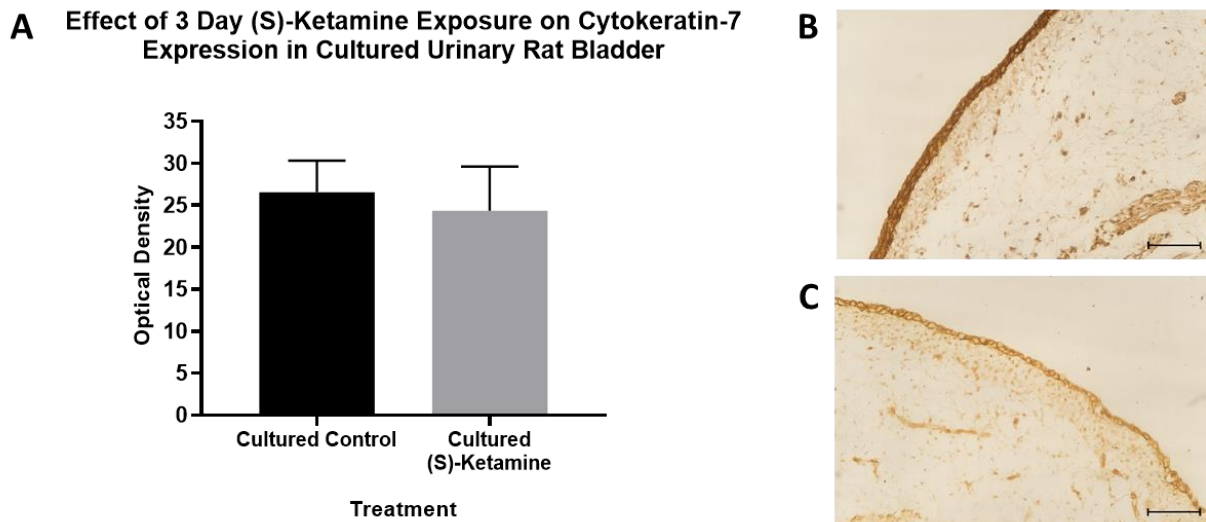 A
Effect of 3 Day (S)-Ketamine Exposure on Cytokeratin-7
Expression in Cultured Urinary Rat Bladder
35
30
25
20
15
10
5
0
Optical Density
Cultured Control
Cultured
(S)-Ketamine
Treatment
B
C